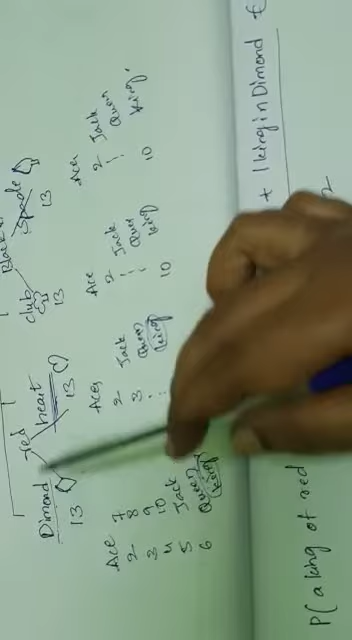 red Black
Dimond heart club Spade
13 13 13 13
Ace 7 Jack
2 8 Queen
3 9 King
4 10
5
6
Ace
2 Jack
3 Queen
King
Ace
2 Jack
Que
King
10
Ace
2 Jack
Queen
King
10
P(a king of red
+ 1 king in Dimond
2